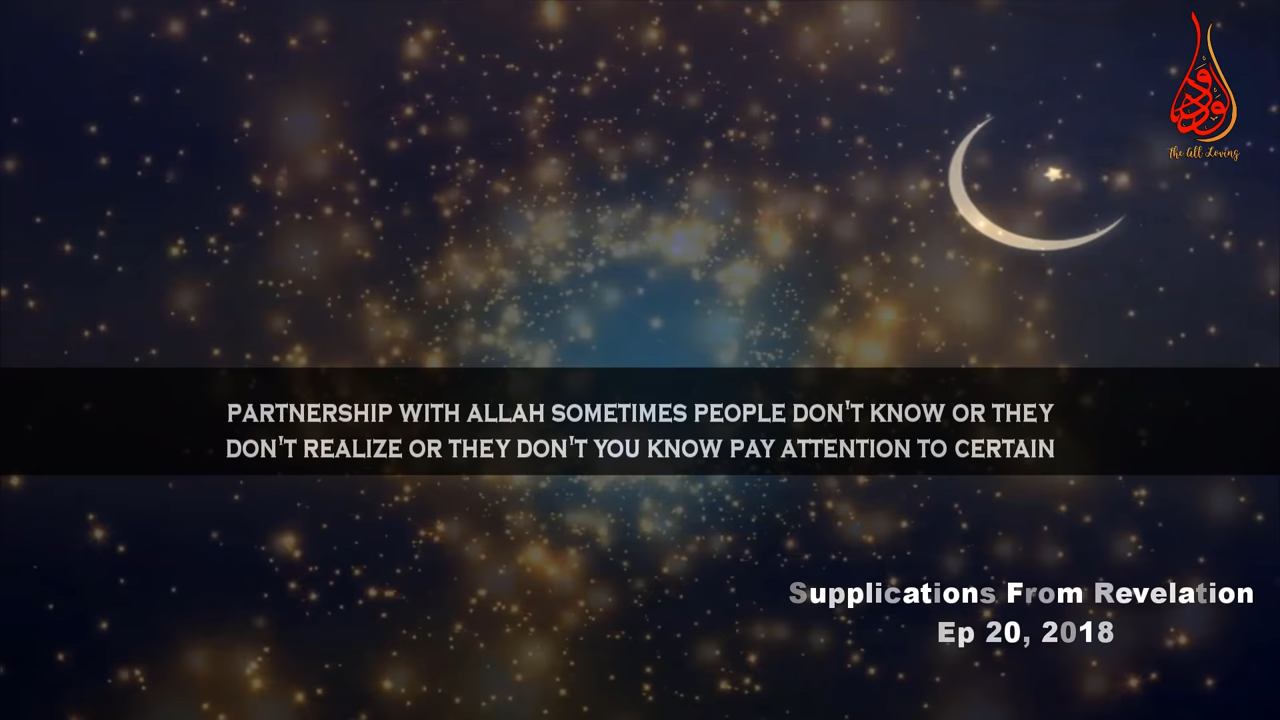 الودود
The All Loving
PARTNERSHIP WITH ALLAH SOMETIMES PEOPLE DON'T KNOW OR THEY
DON'T REALIZE OR THEY DON'T YOU KNOW PAY ATTENTION TO CERTAIN
Supplications From Revelation
Ep 20, 2018